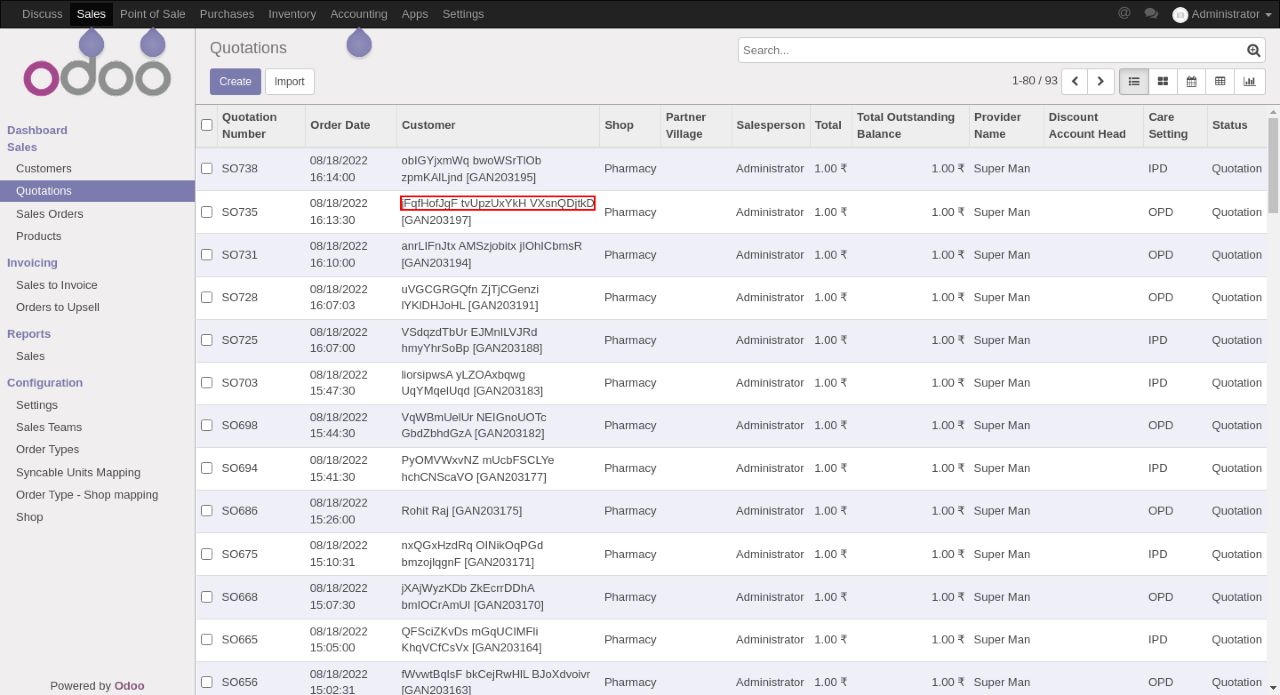 Discuss Sales Point of Sale Purchases Inventory Accounting Apps Settings @ Administrator
odoo
Quotations
Search...
Create Import
1-80 / 93
Dashboard
Sales
Customers
Quotations
Sales Orders
Products
Invoicing
Sales to Invoice
Orders to Upsell
Reports
Sales
Configuration
Settings
Sales Teams
Order Types
Syncable Units Mapping
Order Type - Shop mapping
Shop
Powered by Odoo
Quotation Number Order Date Customer Shop Partner Village Salesperson Total Total Outstanding Balance Provider Name Discount Account Head Care Setting Status
SO738 08/18/2022 16:14:00 [GAN203195] Pharmacy Administrator 1.00 ₹ 1.00 ₹ Super Man IPD Quotation
SO735 08/18/2022 16:13:30 tvUpzUxYkH VXsnQDjtkD [GAN203197] Pharmacy Administrator 1.00 ₹ 1.00 ₹ Super Man OPD Quotation
SO731 08/18/2022 16:10:00 AMSzjobitx [GAN203194] Pharmacy Administrator 1.00 ₹ 1.00 ₹ Super Man OPD Quotation
SO728 08/18/2022 16:07:03 uVGCGRGQfn ZjTjCGenzi [GAN203191] Pharmacy Administrator 1.00 ₹ 1.00 ₹ Super Man OPD Quotation
SO725 08/18/2022 16:07:00 VSdqzdTbUr hmyYhrSoBp [GAN203188] Pharmacy Administrator 1.00 ₹ 1.00 ₹ Super Man IPD Quotation
SO703 08/18/2022 15:47:30 yLZOAxbqwg [GAN203183] Pharmacy Administrator 1.00 ₹ 1.00 ₹ Super Man IPD Quotation
SO698 08/18/2022 15:44:30 NEIGnoUOTc GbdZbhdGzA [GAN203182] Pharmacy Administrator 1.00 ₹ 1.00 ₹ Super Man OPD Quotation
SO694 08/18/2022 15:41:30 PyOMVWxvNZ mUcbFSCLYe hchCNScaVO [GAN203177] Pharmacy Administrator 1.00 ₹ 1.00 ₹ Super Man IPD Quotation
SO686 08/18/2022 15:26:00 Rohit Raj [GAN203175] Pharmacy Administrator 1.00 ₹ 1.00 ₹ Super Man OPD Quotation
SO675 08/18/2022 15:10:31 nxQGxHzdRq [GAN203171] Pharmacy Administrator 1.00 ₹ 1.00 ₹ Super Man IPD Quotation
SO668 08/18/2022 15:07:30 jXAjWyzKDb ZkEcrrDDhA [GAN203170] Pharmacy Administrator 1.00 ₹ 1.00 ₹ Super Man OPD Quotation
SO665 08/18/2022 15:05:00 QFSciZKvDs KhqVCfCsVx [GAN203164] Pharmacy Administrator 1.00 ₹ 1.00 ₹ Super Man IPD Quotation
SO656 08/18/2022 15:02:31 BJoXdvoivr [GAN203163] Pharmacy Administrator 1.00 ₹ 1.00 ₹ Super Man OPD Quotation